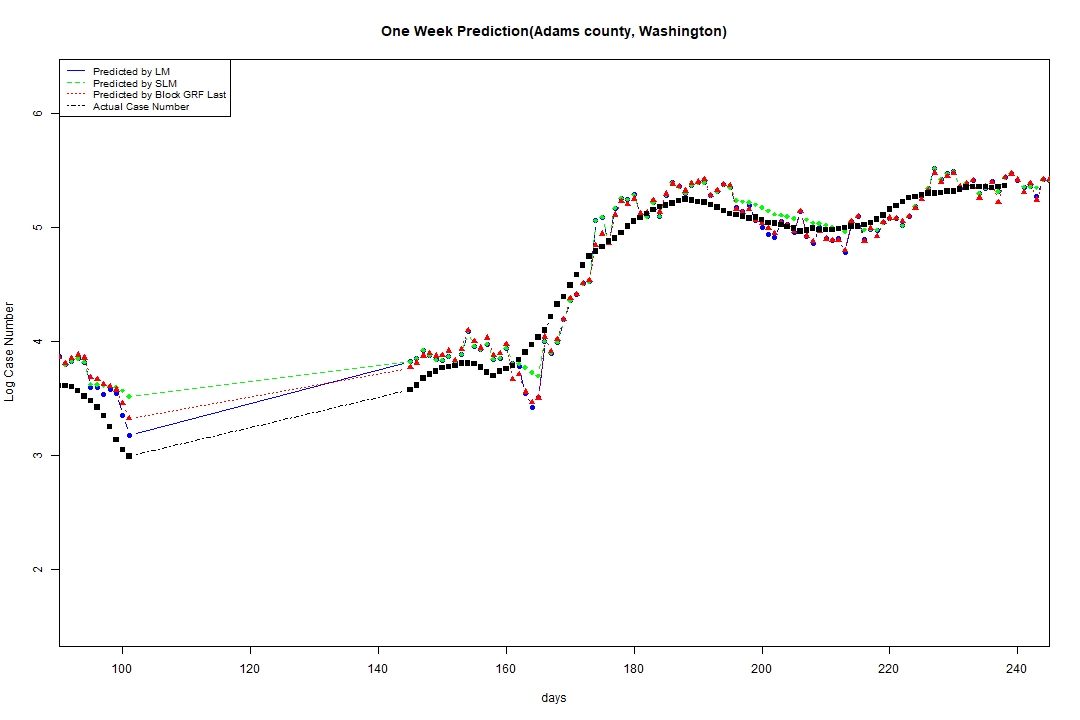 One Week Prediction(Adams county, Washington)
Predicted by LM
Predicted by SLM
Predicted by Block GRF Last
Actual Case Number
6
5
4
3
2
Log Case Number
100 120 140 160 180 200 220 240
days